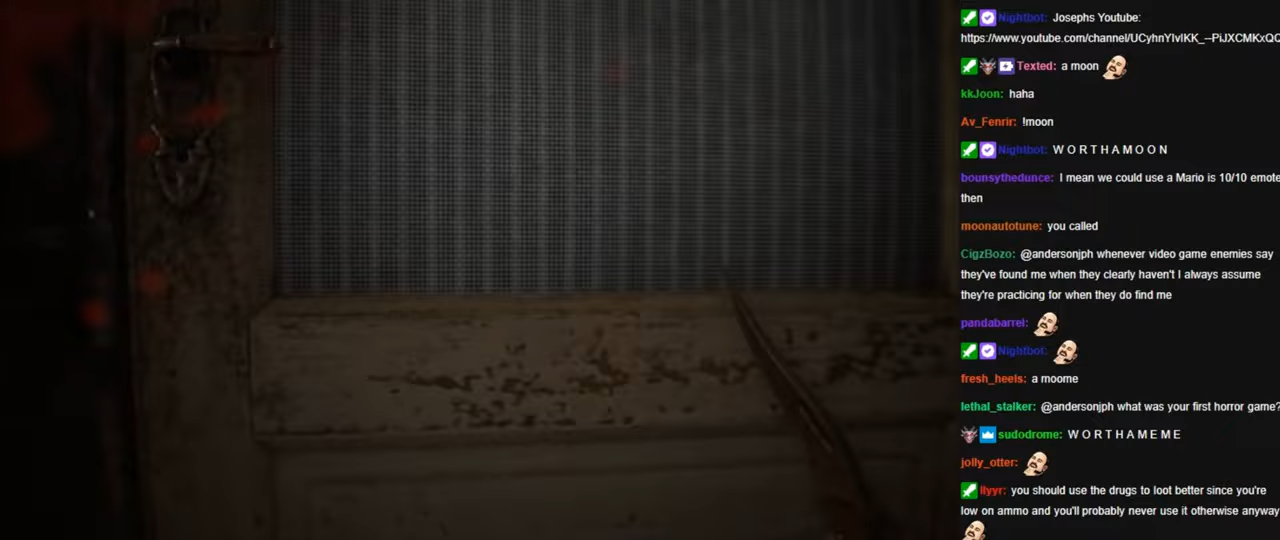 Nightbot: Josephs Youtube:
https://www.youtube.com/channel/UCyhnYIvlKK_--PiJXCMKxQC
Texted: a moon
kkJoon: haha
Av_Fenrir: !moon
Nightbot: W O R T H A M O O N
bounsythedunce: I mean we could use a Mario is 10/10 emote
then
moonautotune: you called
CigzBozo: @andersonjph whenever video game enemies say
they've found me when they clearly haven't I always assume
they're practicing for when they do find me
pandabarrel:
Nightbot:
fresh_heels: a moome
lethal_stalker: @andersonjph what was your first horror game?
sudodrome: W O R T H A M E M E
jolly_otter:
llyyr: you should use the drugs to loot better since you're
low on ammo and you'll probably never use it otherwise anyway